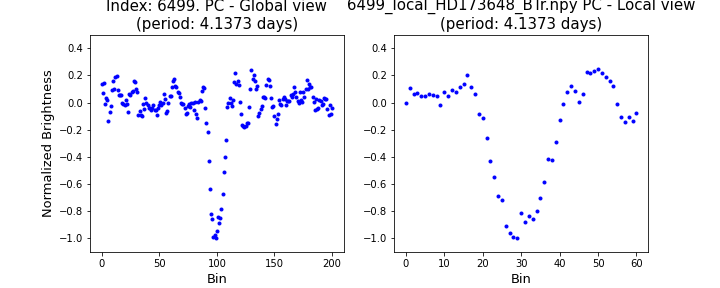 Index: 6499. PC - Global view
(period: 4.1373 days)
6499_local_HD173648_BTr.npy PC - Local view
(period: 4.1373 days)
Normalized Brightness
0.4
0.2
0.0
−0.2
−0.4
−0.6
−0.8
−1.0
0 50 100 150 200
Bin
0.4
0.2
0.0
−0.2
−0.4
−0.6
−0.8
−1.0
0 10 20 30 40 50 60
Bin